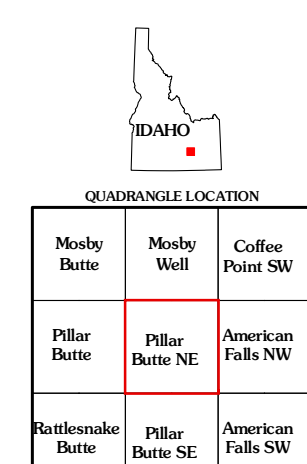 IDAHO
QUADRANGLE LOCATION
Mosby
Butte
Mosby
Well
Coffee
Point SW
Pillar
Butte
Pillar
Butte NE
American
Falls NW
Rattlesnake
Butte
Pillar
Butte SE
American
Falls SW